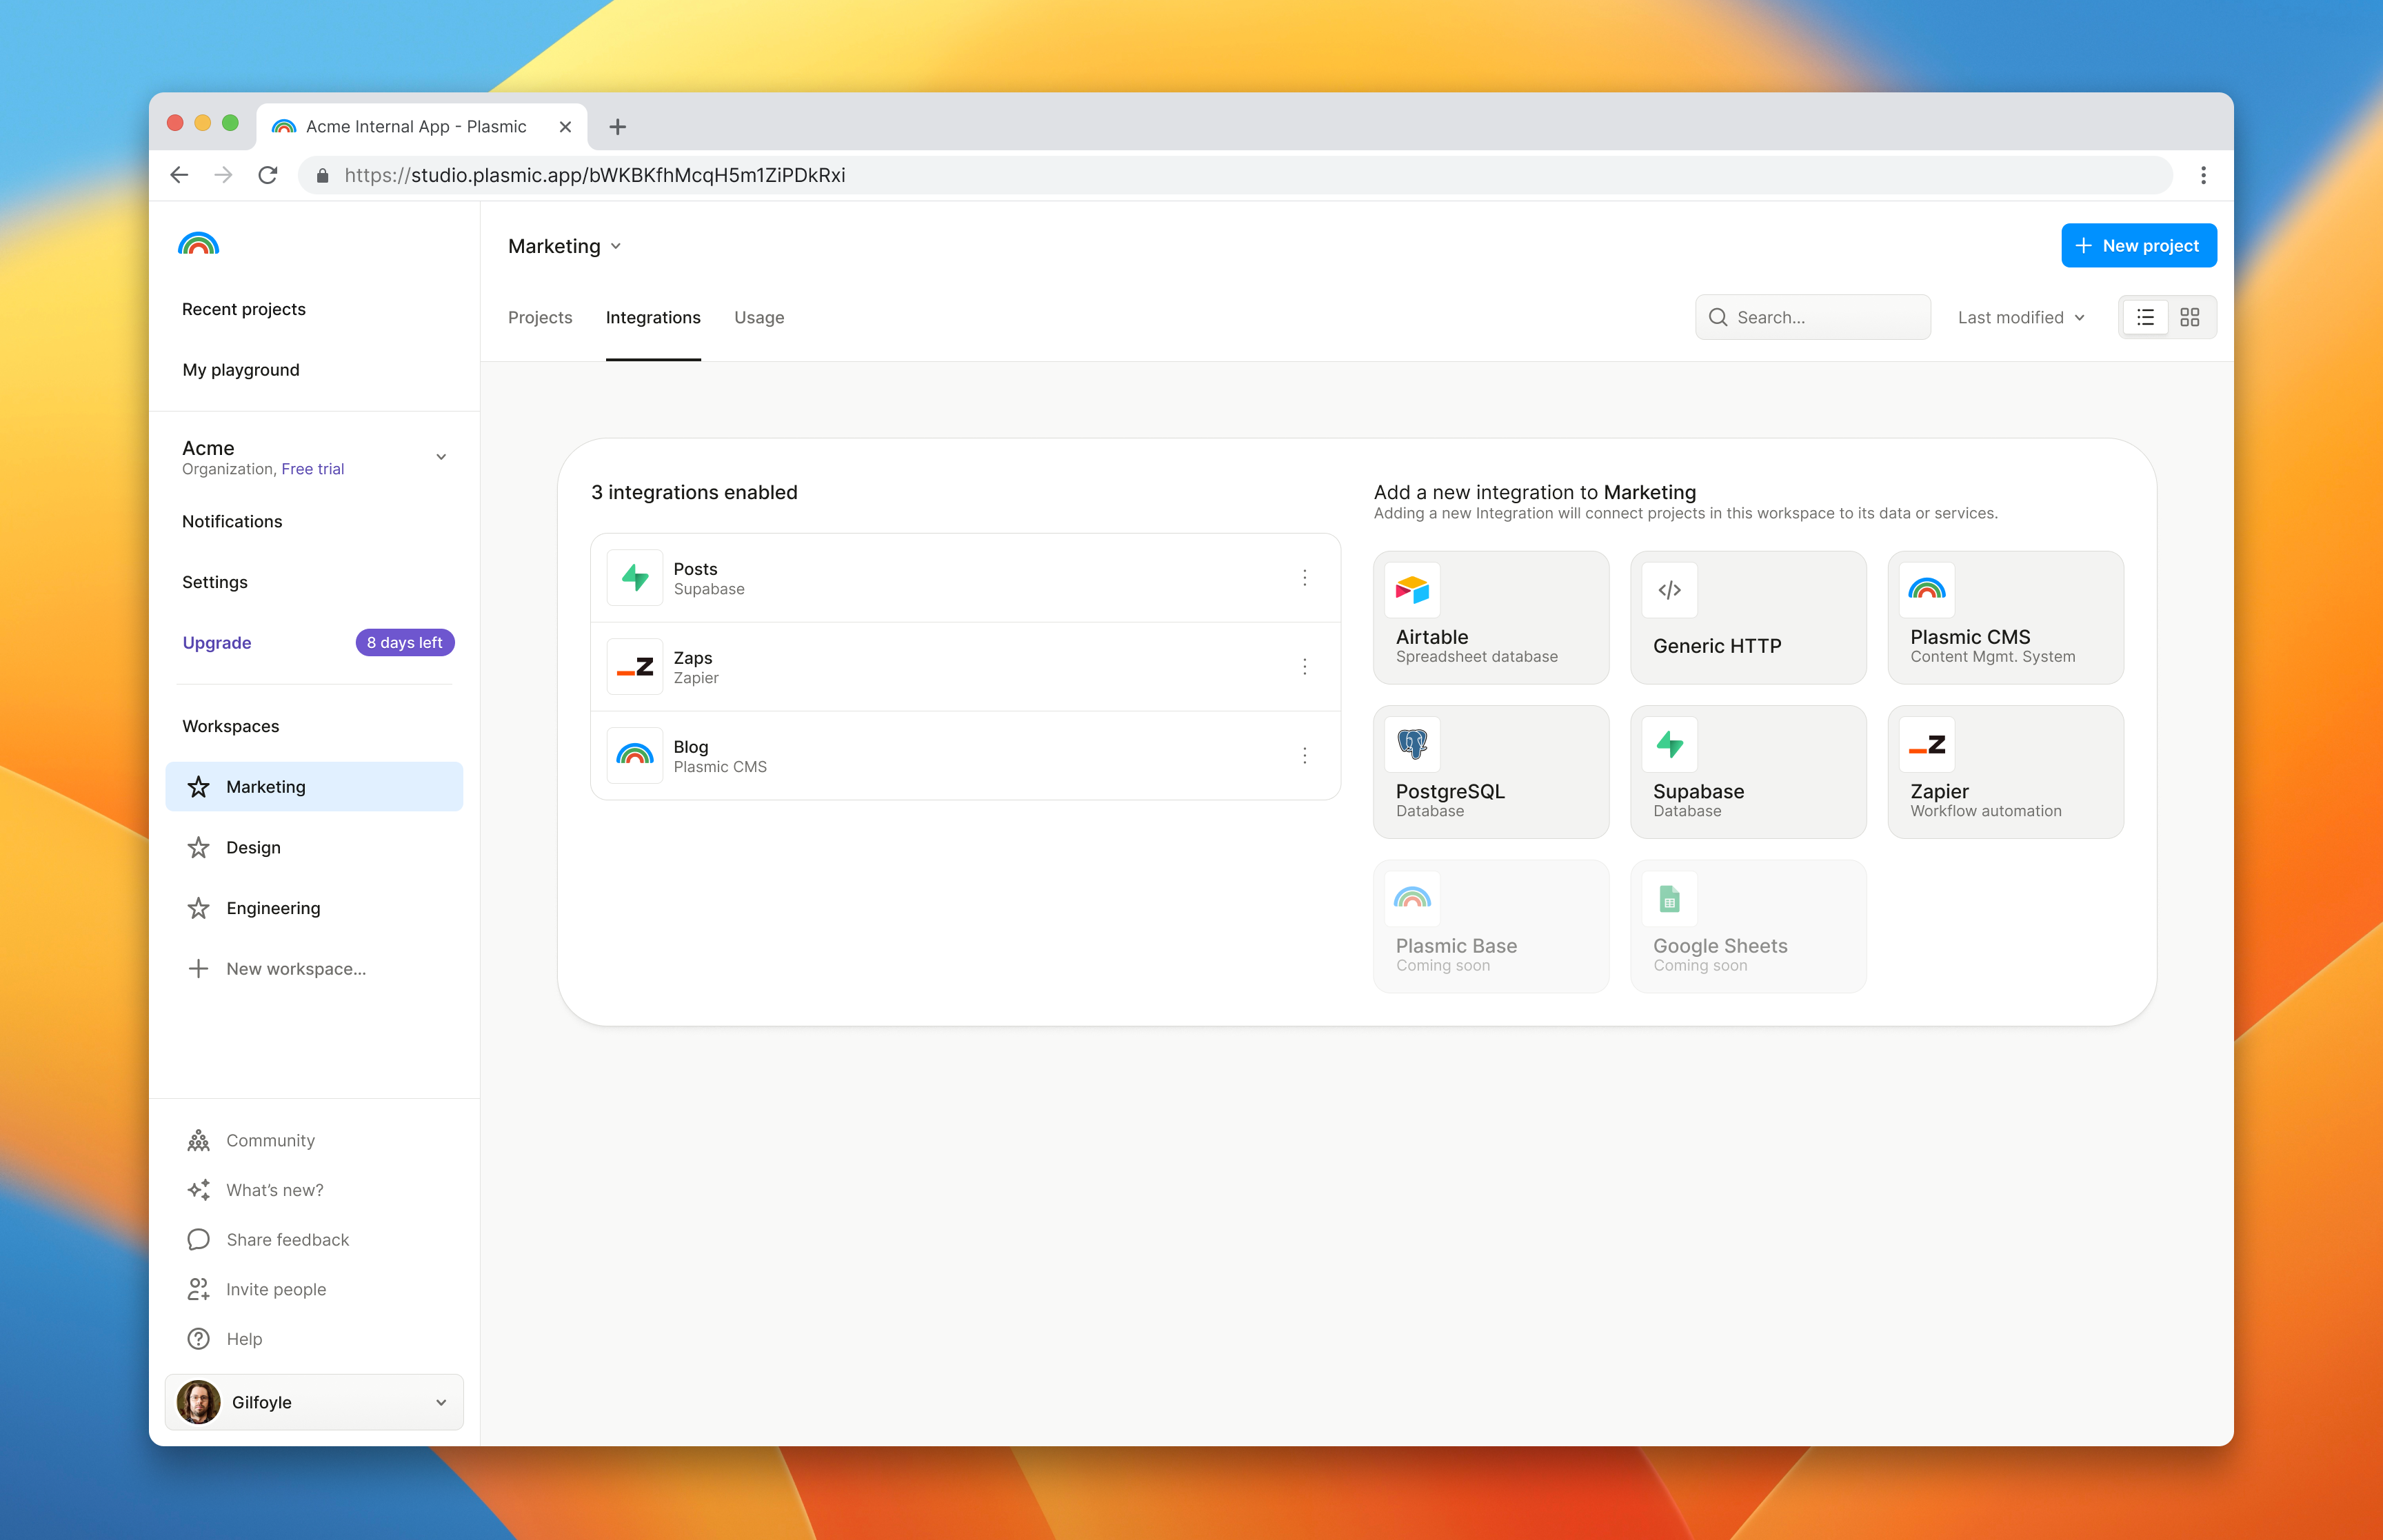 Acme Internal App - Plasmic
https://studio.plasmic.app/bWKBKfhMcqH5m1ZiPDkRxi
Recent projects
My playground
Acme
Organization, Free trial
Notifications
Settings
Upgrade
8 days left
Workspaces
Marketing
Design
Engineering
New workspace...
Community
What's new?
Share feedback
Invite people
Help
Gilfoyle
Marketing
New project
Projects
Integrations
Usage
Search...
Last modified
3 integrations enabled
Posts
Supabase
Zaps
Zapier
Blog
Plasmic CMS
Add a new integration to Marketing
Adding a new Integration will connect projects in this workspace to its data or services.
Airtable
Spreadsheet database
Generic HTTP
Plasmic CMS
Content Mgmt. System
PostgreSQL
Database
Supabase
Database
Zapier
Workflow automation
Plasmic Base
Coming soon
Google Sheets
Coming soon